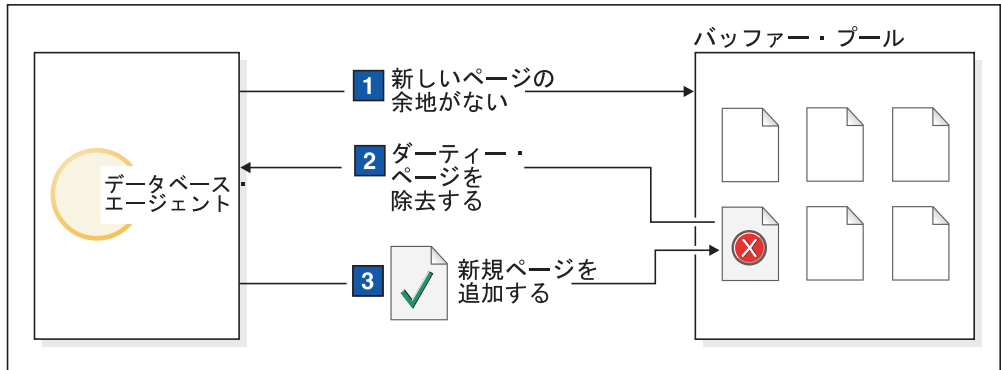 バッファー・プール
データベース・
エージェント
1 新しいページの
余地がない
2 ダーティー・
ページを
除去する
3 新規ページを
追加する